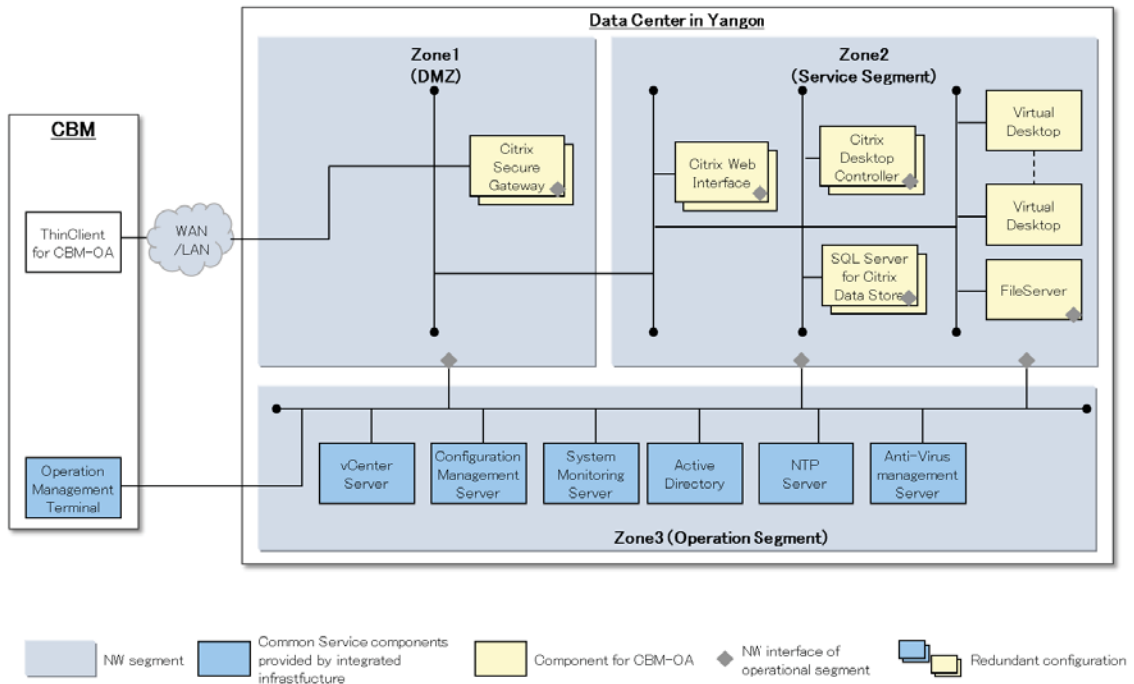 Data Center in Yangon
Zone1
(DMZ)
Zone2
(Service Segment)
CBM
ThinClient
for CBM-OA
WAN
/LAN
Citrix
Secure
Gateway
Citrix Web
Interface
Citrix
Desktop
Controller
SQL Server
for Citrix
Data Store
Virtual
Desktop
Virtual
Desktop
FileServer
Operation
Management
Terminal
vCenter
Server
Configuration
Management
Server
System
Monitoring
Server
Active
Directory
NTP
Server
Anti-Virus
management
Server
Zone3 (Operation Segment)
NW segment
Common Service components
provided by integrated
infrastfucture
Component for CBM-OA
NW interface of
operational segment
Redundant configuration